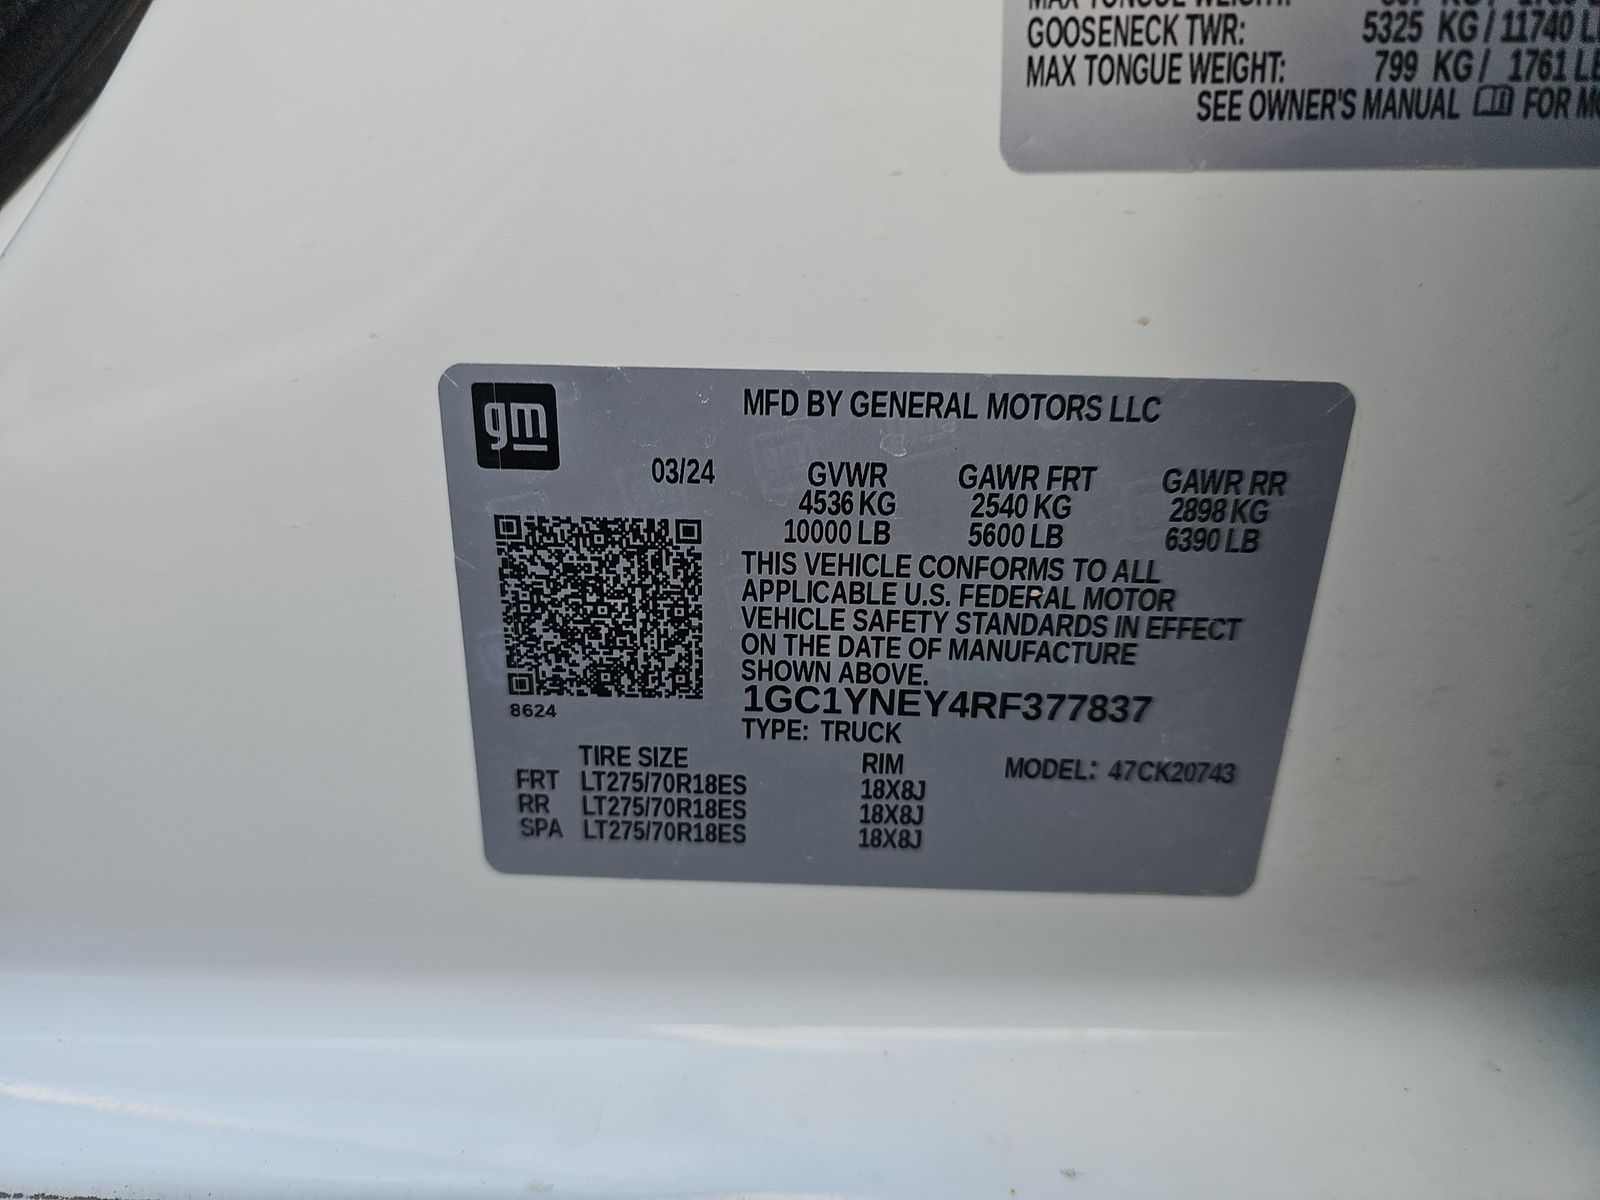 GOOSENECK TWR: 5325 KG / 11740 L
MAX TONGUE WEIGHT: 799 KG / 1761 LB
SEE OWNER'S MANUAL FOR
gm
MFD BY GENERAL MOTORS LLC
03/24 GVWR GAWR FRT GAWR RR
4536 KG 2540 KG 2898 KG
10000 LB 5600 LB 6390 LB
THIS VEHICLE CONFORMS TO ALL
APPLICABLE U.S. FEDERAL MOTOR
VEHICLE SAFETY STANDARDS IN EFFECT
ON THE DATE OF MANUFACTURE
SHOWN ABOVE.
1GC1YNEY4RF377837
8624
TYPE: TRUCK
TIRE SIZE RIM MODEL: 47CK20743
FRT LT275/70R18ES 18X8J
RR LT275/70R18ES 18X8J
SPA LT275/70R18ES 18X8J